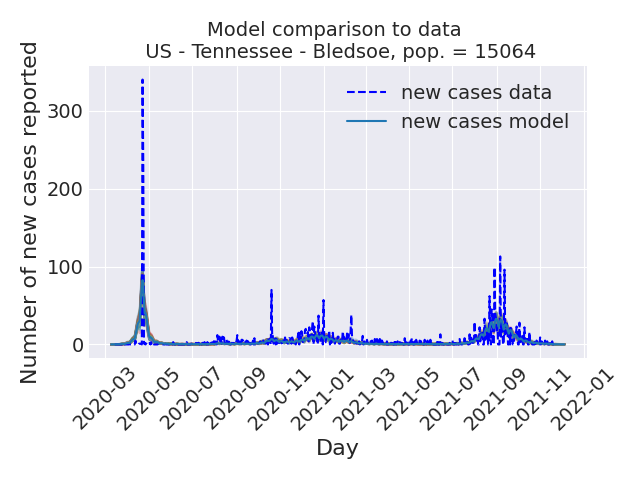 Model comparison to data
US - Tennessee - Bledsoe, pop. = 15064
Number of new cases reported
300
200
100
0
new cases data
new cases model
2020-03
2020-05
2020-07
2020-09
2020-11
2021-01
2021-03
2021-05
2021-07
2021-09
2021-11
2022-01
Day